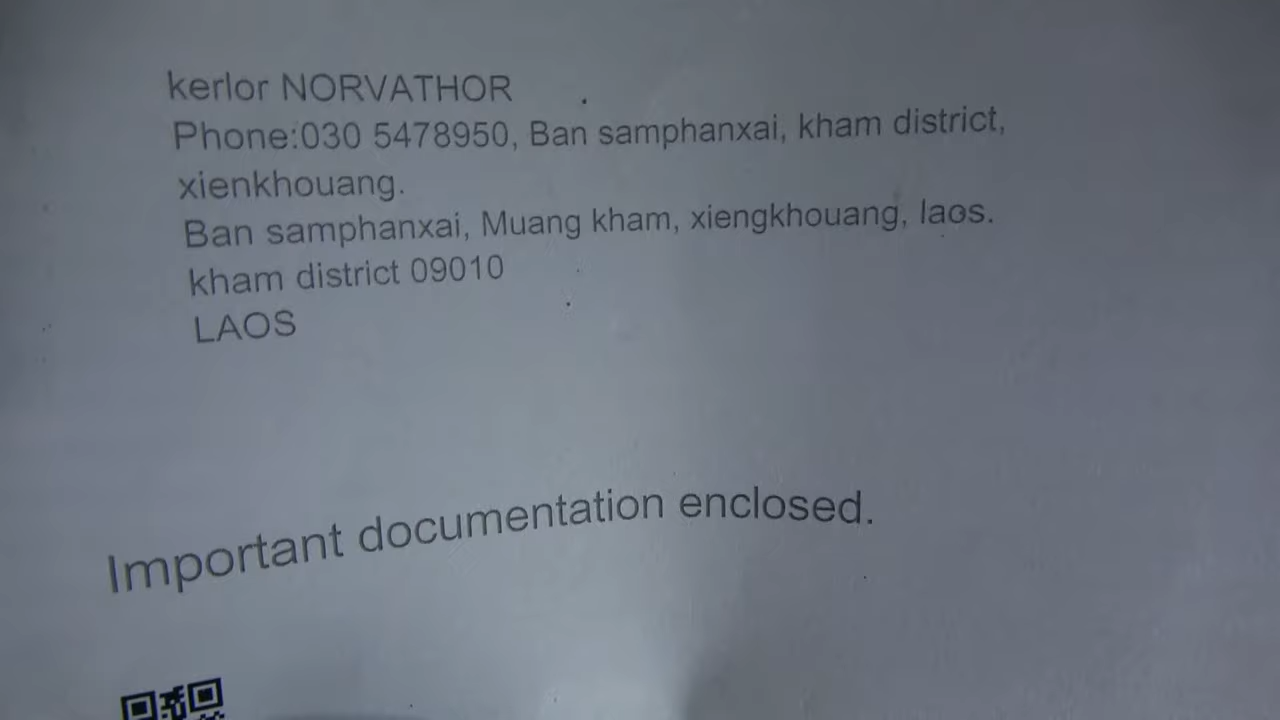 kerlor NORVATHOR
Phone:030 5478950, Ban samphanxai, kham district,
xienkhouang.
Ban samphanxai, Muang kham, xiengkhouang, laos.
kham district 09010
LAOS
Important documentation enclosed.